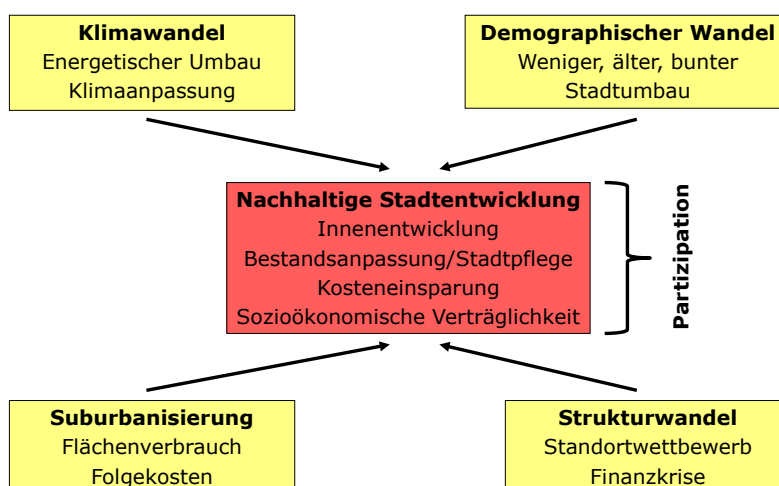 Klimawandel
Energetischer Umbau
Klimaanpassung
Demographischer Wandel
Weniger, älter, bunter
Stadtumbau
Nachhaltige Stadtentwicklung
Innenentwicklung
Bestandsanpassung/Stadtpflege
Kosteneinsparung
Sozioökonomische Verträglichkeit
Partizipation
Suburbanisierung
Flächenverbrauch
Folgekosten
Strukturwandel
Standortwettbewerb
Finanzkrise